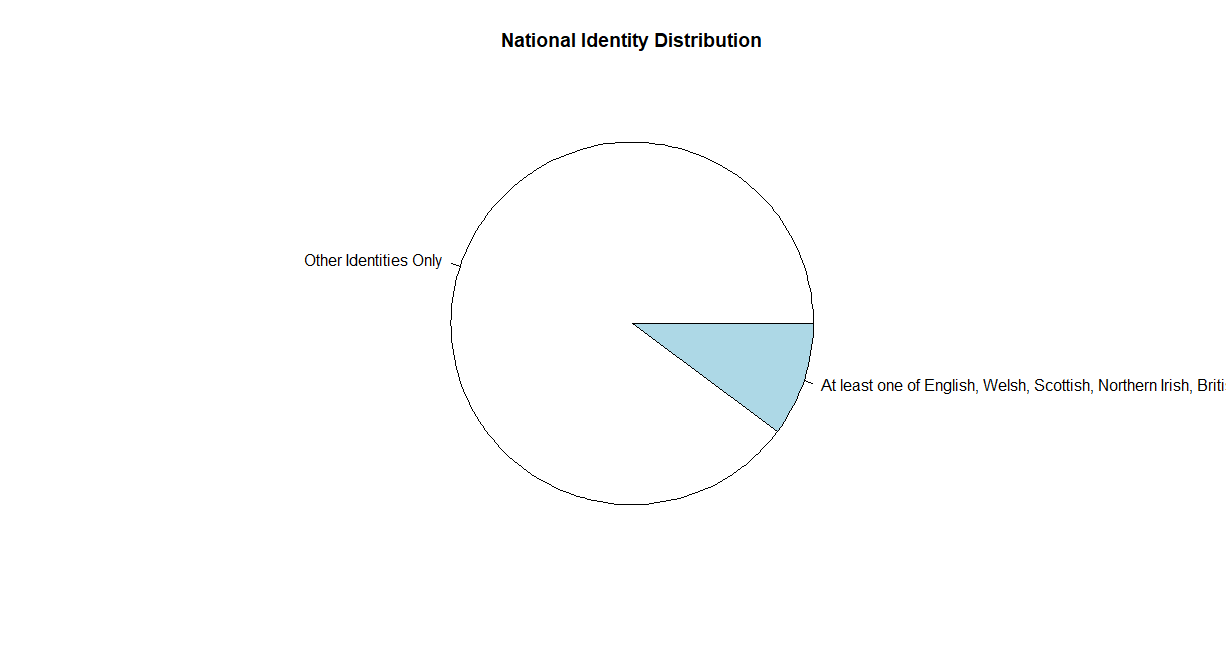 National Identity Distribution
Other Identities Only
At least one of English, Welsh, Scottish, Northern Irish, Briti